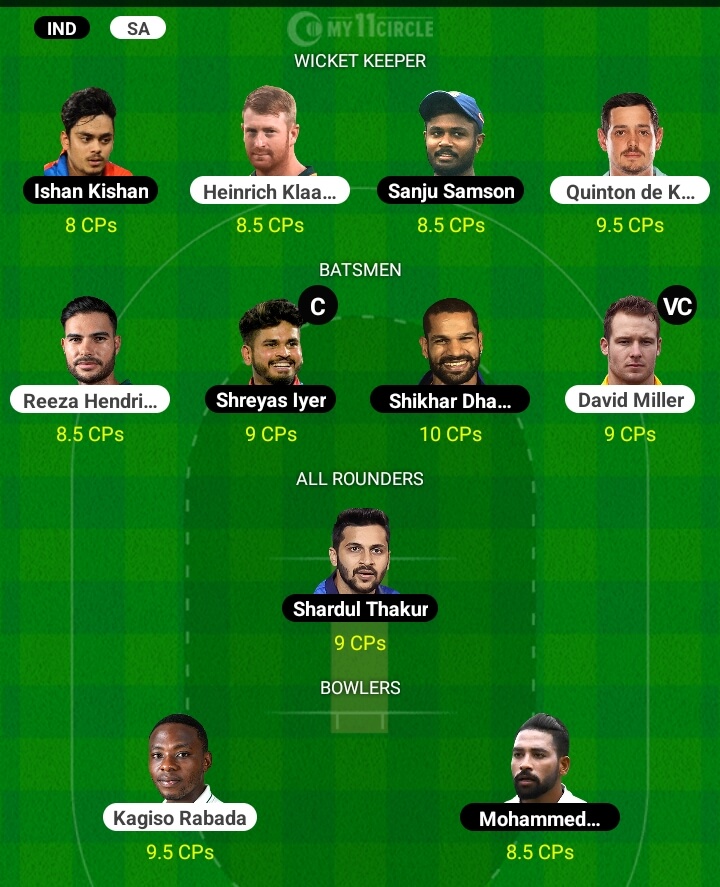 IND SA MY11CIRCLE
WICKET KEEPER
Ishan Kishan Heinrich Klaa... Sanju Samson Quinton de K...
8 CPs 8.5 CPs 8.5 CPs 9.5 CPs
BATSMEN
C VC
Reeza Hendri... Shreyas Iyer Shikhar Dha... David Miller
8.5 CPs 9 CPs 10 CPs 9 CPs
ALL ROUNDERS
Shardul Thakur
9 CPs
BOWLERS
Kagiso Rabada Mohammed...
9.5 CPs 8.5 CPs